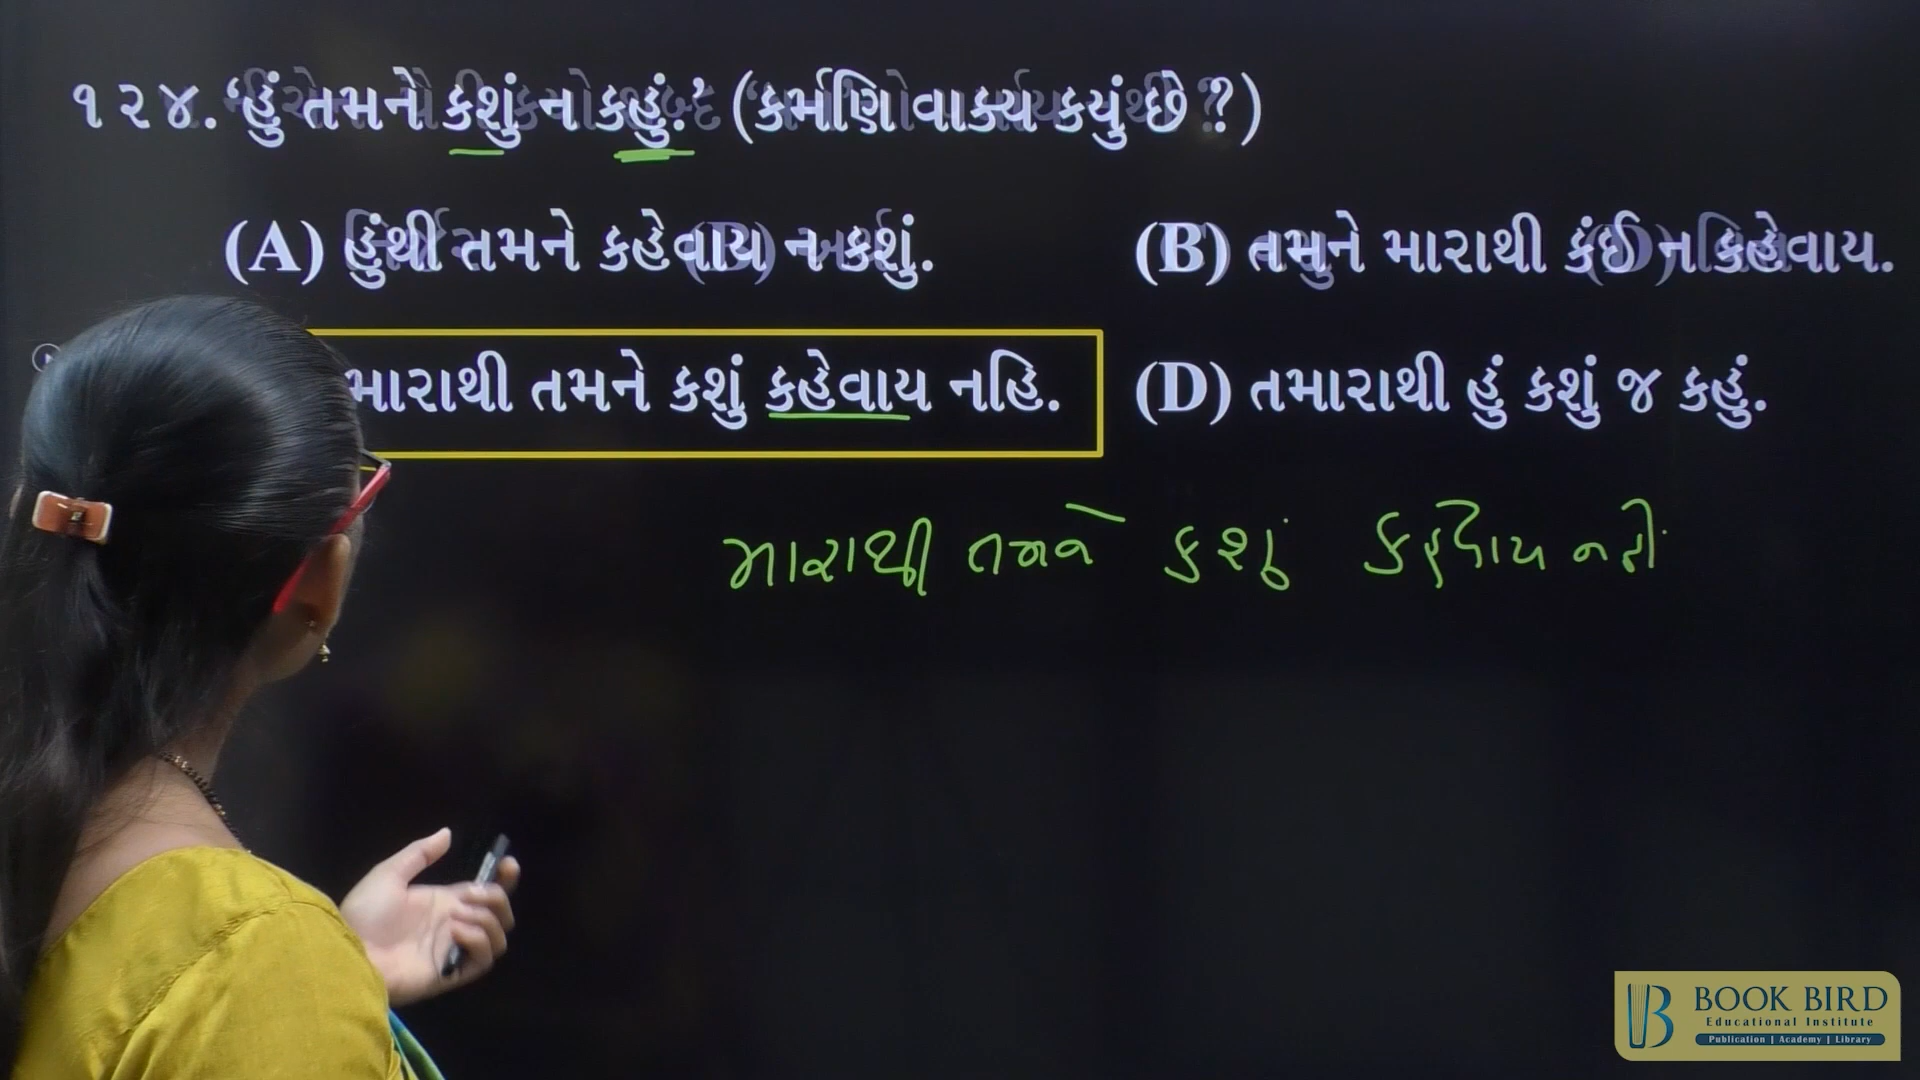 ૧૨૪. ‘હું તમને કશું ન કહું.’ (કર્મણિ વાક્ય કયું છે ?)
(A) હુંથી તમને કહેવાય ન કશું.
(B) તમુને મારાથી કંઈ ન કહેવાય.
મારાથી તમને કશું કહેવાય નહિ.
(D) તમારાથી હું કશું જ કહું.
મારાથી તમને કશું કહેવાય નહીં
BOOK BIRD
Educational Institute
Publication | Academy | Library